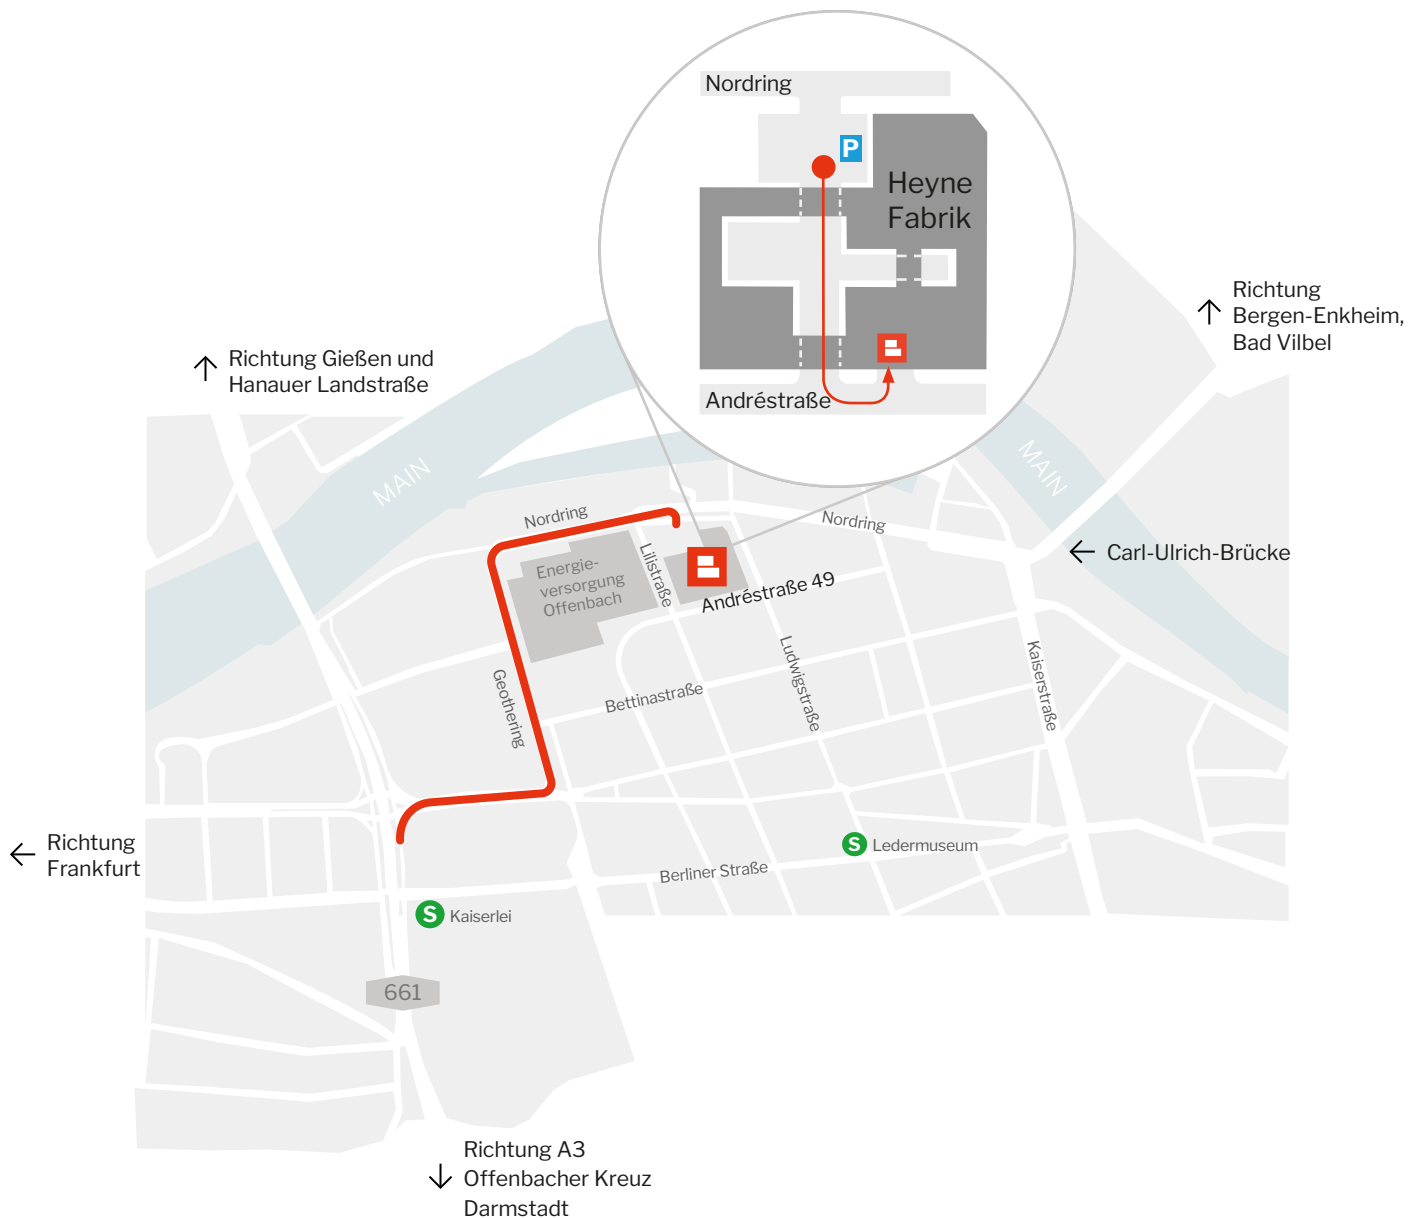 Nordring
P
Heyne
Fabrik
Andréstraße
Richtung
Bergen-Enkheim,
Bad Vilbel
Richtung Gießen und
Hanauer Landstraße
MAIN
MAIN
Nordring
Nordring
Carl-Ulrich-Brücke
Energie-
versorgung
Offenbach
Lilistraße
Andréstraße 49
Geothering
Bettinastraße
Ludwigstraße
Kaiserstraße
Richtung
Frankfurt
S Ledermuseum
Berliner Straße
S Kaiserlei
661
Richtung A3
Offenbacher Kreuz
Darmstadt